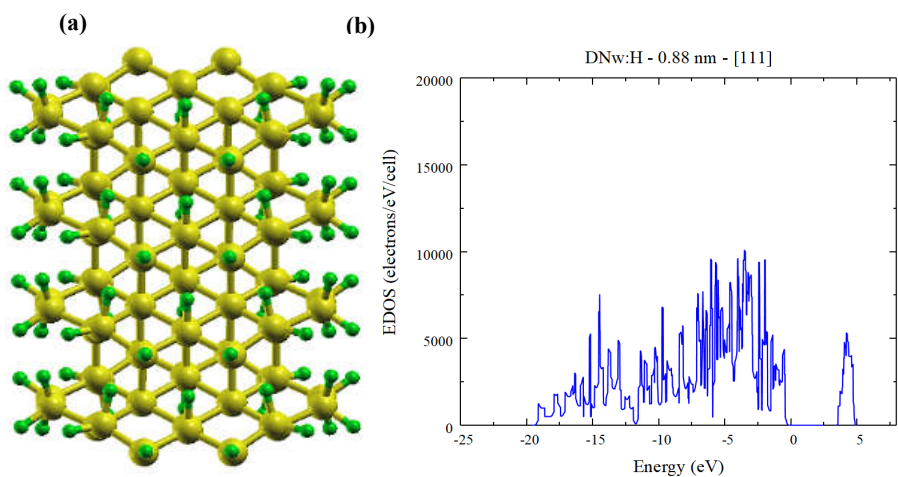 (a)
(b)
DNw:H - 0.88 nm - [111]
EDOS (electrons/eV/cell)
20000
15000
10000
5000
0
-25 -20 -15 -10 -5 0 5
Energy (eV)